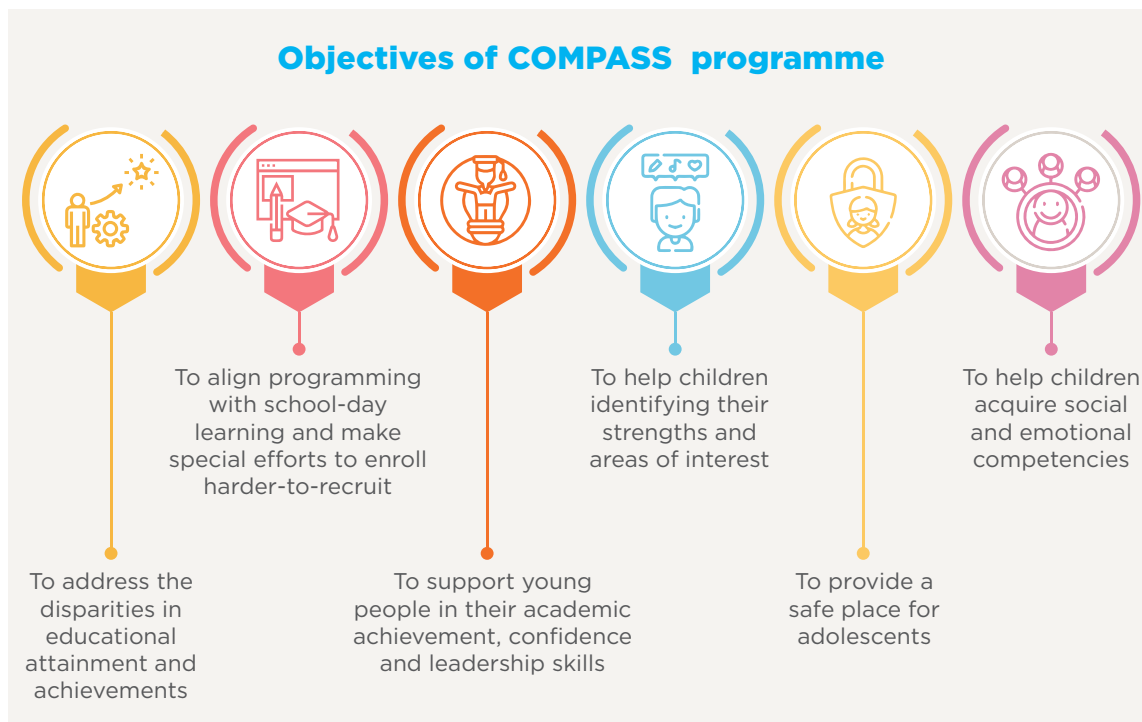 Objectives of COMPASS programme
To address the
disparities in
educational
attainment and
achievements
To align programming
with school-day
learning and make
special efforts to enroll
harder-to-recruit
To support young
people in their academic
achievement, confidence
and leadership skills
To help children
identifying their
strengths and
areas of interest
To provide a
safe place for
adolescents
To help children
acquire social
and emotional
competencies